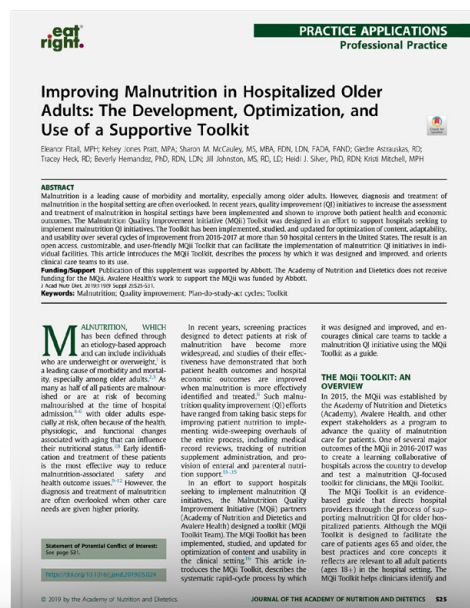 eat
right.
PRACTICE APPLICATIONS
Professional Practice
Improving Malnutrition in Hospitalized Older
Adults: The Development, Optimization, and
Use of a Supportive Toolkit
Eleanor Fitall, MPH; Kelsey Jones Pratt, MPA; Sharon M. McCauley, MS, MBA, RDN, LDN, FADA, FAND; Giedre Astrauskas, RD;
Tracey Heck, RD; Beverly Hernandez, PhD, RDN, LDN; Jill Johnston, MS, RD, LD; Heidi J. Silver, PhD, RDN; Kristi Mitchell, MPH
ABSTRACT
Malnutrition is a leading cause of morbidity and mortality, especially among older adults. However, diagnosis and treatment of
malnutrition in the hospital setting are often overlooked. In recent years, quality improvement (QI) initiatives to increase the assessment
and treatment of malnutrition in hospital settings have been implemented and shown to improve both patient health and economic
outcomes. The Malnutrition Quality Improvement Initiative (MQii) Toolkit was designed in an effort to support hospitals seeking to
implement malnutrition QI initiatives. The Toolkit has been implemented, studied, and updated for optimization of content, adaptability,
and usability over several cycles of improvement from 2016-2017 at more than 50 hospital centers in the United States. The result is an
open access, customizable, and user-friendly MQii Toolkit that can facilitate the implementation of malnutrition QI initiatives in indi-
vidual facilities. This article introduces the MQii Toolkit, describes the process by which it was designed and improved, and orients
clinical care teams to its use.
Funding/Support Publication of this supplement was supported by Abbott. The Academy of Nutrition and Dietetics does not receive
funding for the MQii. Avalere Health's work to support the MQii was funded by Abbott.
J Acad Nutr Diet. 2019;119(9 Suppl 2):S25-S31.
Keywords: Malnutrition; Quality improvement; Plan-do-study-act cycles; Toolkit
MALNUTRITION, WHICH
has been defined through
an etiology-based approach
and can include individuals
who are underweight or overweight, is
a leading cause of morbidity and mortal-
ity, especially among older adults.
many as half of all patients are malnour-
ished or are at risk of becoming
malnourished at the time of hospital
admission, with older adults espe-
cially at risk, often because of the health,
physiologic, and functional changes
associated with aging that can influence
their nutritional status. Early identifi-
cation and treatment of these patients
is the most effective way to reduce
malnutrition-associated safety and
health outcome issues. However, the
diagnosis and treatment of malnutrition
are often overlooked when other care
needs are given higher priority.
Statement of Potential Conflict of Interest:
See page S31.
In recent years, screening practices
designed to detect patients at risk of
malnutrition have become more
widespread, and studies of their effec-
tiveness have demonstrated that both
patient health outcomes and hospital
economic outcomes are improved
when malnutrition is more effectively
identified and treated. Such malnu-
trition quality improvement (QI) efforts
have ranged from taking basic steps for
improving patient nutrition to imple-
menting wide-sweeping overhauls of
the entire process, including medical
record reviews, tracking of nutrition
supplement administration, and pro-
vision of enteral and parenteral nutri-
tion support.
In an effort to support hospitals
seeking to implement malnutrition QI
initiatives, the Malnutrition Quality
Improvement Initiative (MQii) partners
(Academy of Nutrition and Dietetics and
Avalere Health) designed a toolkit (MQii
Toolkit Team). The MQii Toolkit has been
implemented, studied, and updated for
optimization of content and usability in
the clinical setting. This article in-
troduces the MQii Toolkit, describes the
systematic rapid-cycle process by which
it was designed and improved, and en-
courages clinical care teams to tackle a
malnutrition QI initiative using the MQii
Toolkit as a guide.
THE MQii TOOLKIT: AN
OVERVIEW
In 2015, the MQii was established by
the Academy of Nutrition and Dietetics
(Academy), Avalere Health, and other
expert stakeholders as a program to
advance the quality of malnutrition
care for patients. One of several major
outcomes of the MQii in 2016-2017 was
to create a learning collaborative of
hospitals across the country to develop
and test a malnutrition QI-focused
toolkit for clinicians, the MQii Toolkit.
The MQii Toolkit is an evidence-
based guide that directs hospital
providers through the process of sup-
porting malnutrition QI for older hos-
pitalized patients. Although the MQii
Toolkit is designed to facilitate the
care of patients ages 65 and older, the
best practices and core concepts it
reflects are relevant to all adult patients
(ages 18+) in the hospital setting. The
MQii Toolkit helps clinicians identify and
© 2019 by the Academy of Nutrition and Dietetics.
JOURNAL OF THE ACADEMY OF NUTRITION AND DIETETICS S25